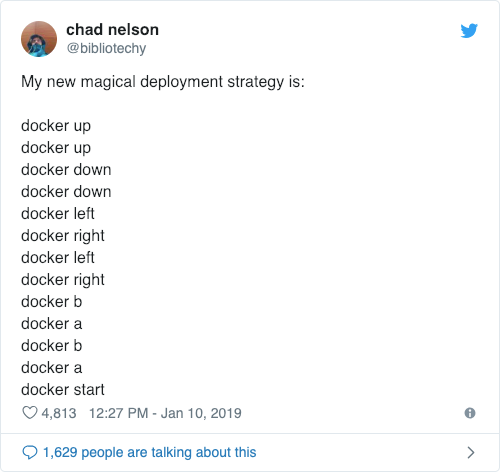 chad nelson
@bibliotechy
My new magical deployment strategy is:
docker up
docker up
docker down
docker down
docker left
docker right
docker left
docker right
docker b
docker a
docker b
docker a
docker start
4,813 12:27 PM - Jan 10, 2019
1,629 people are talking about this